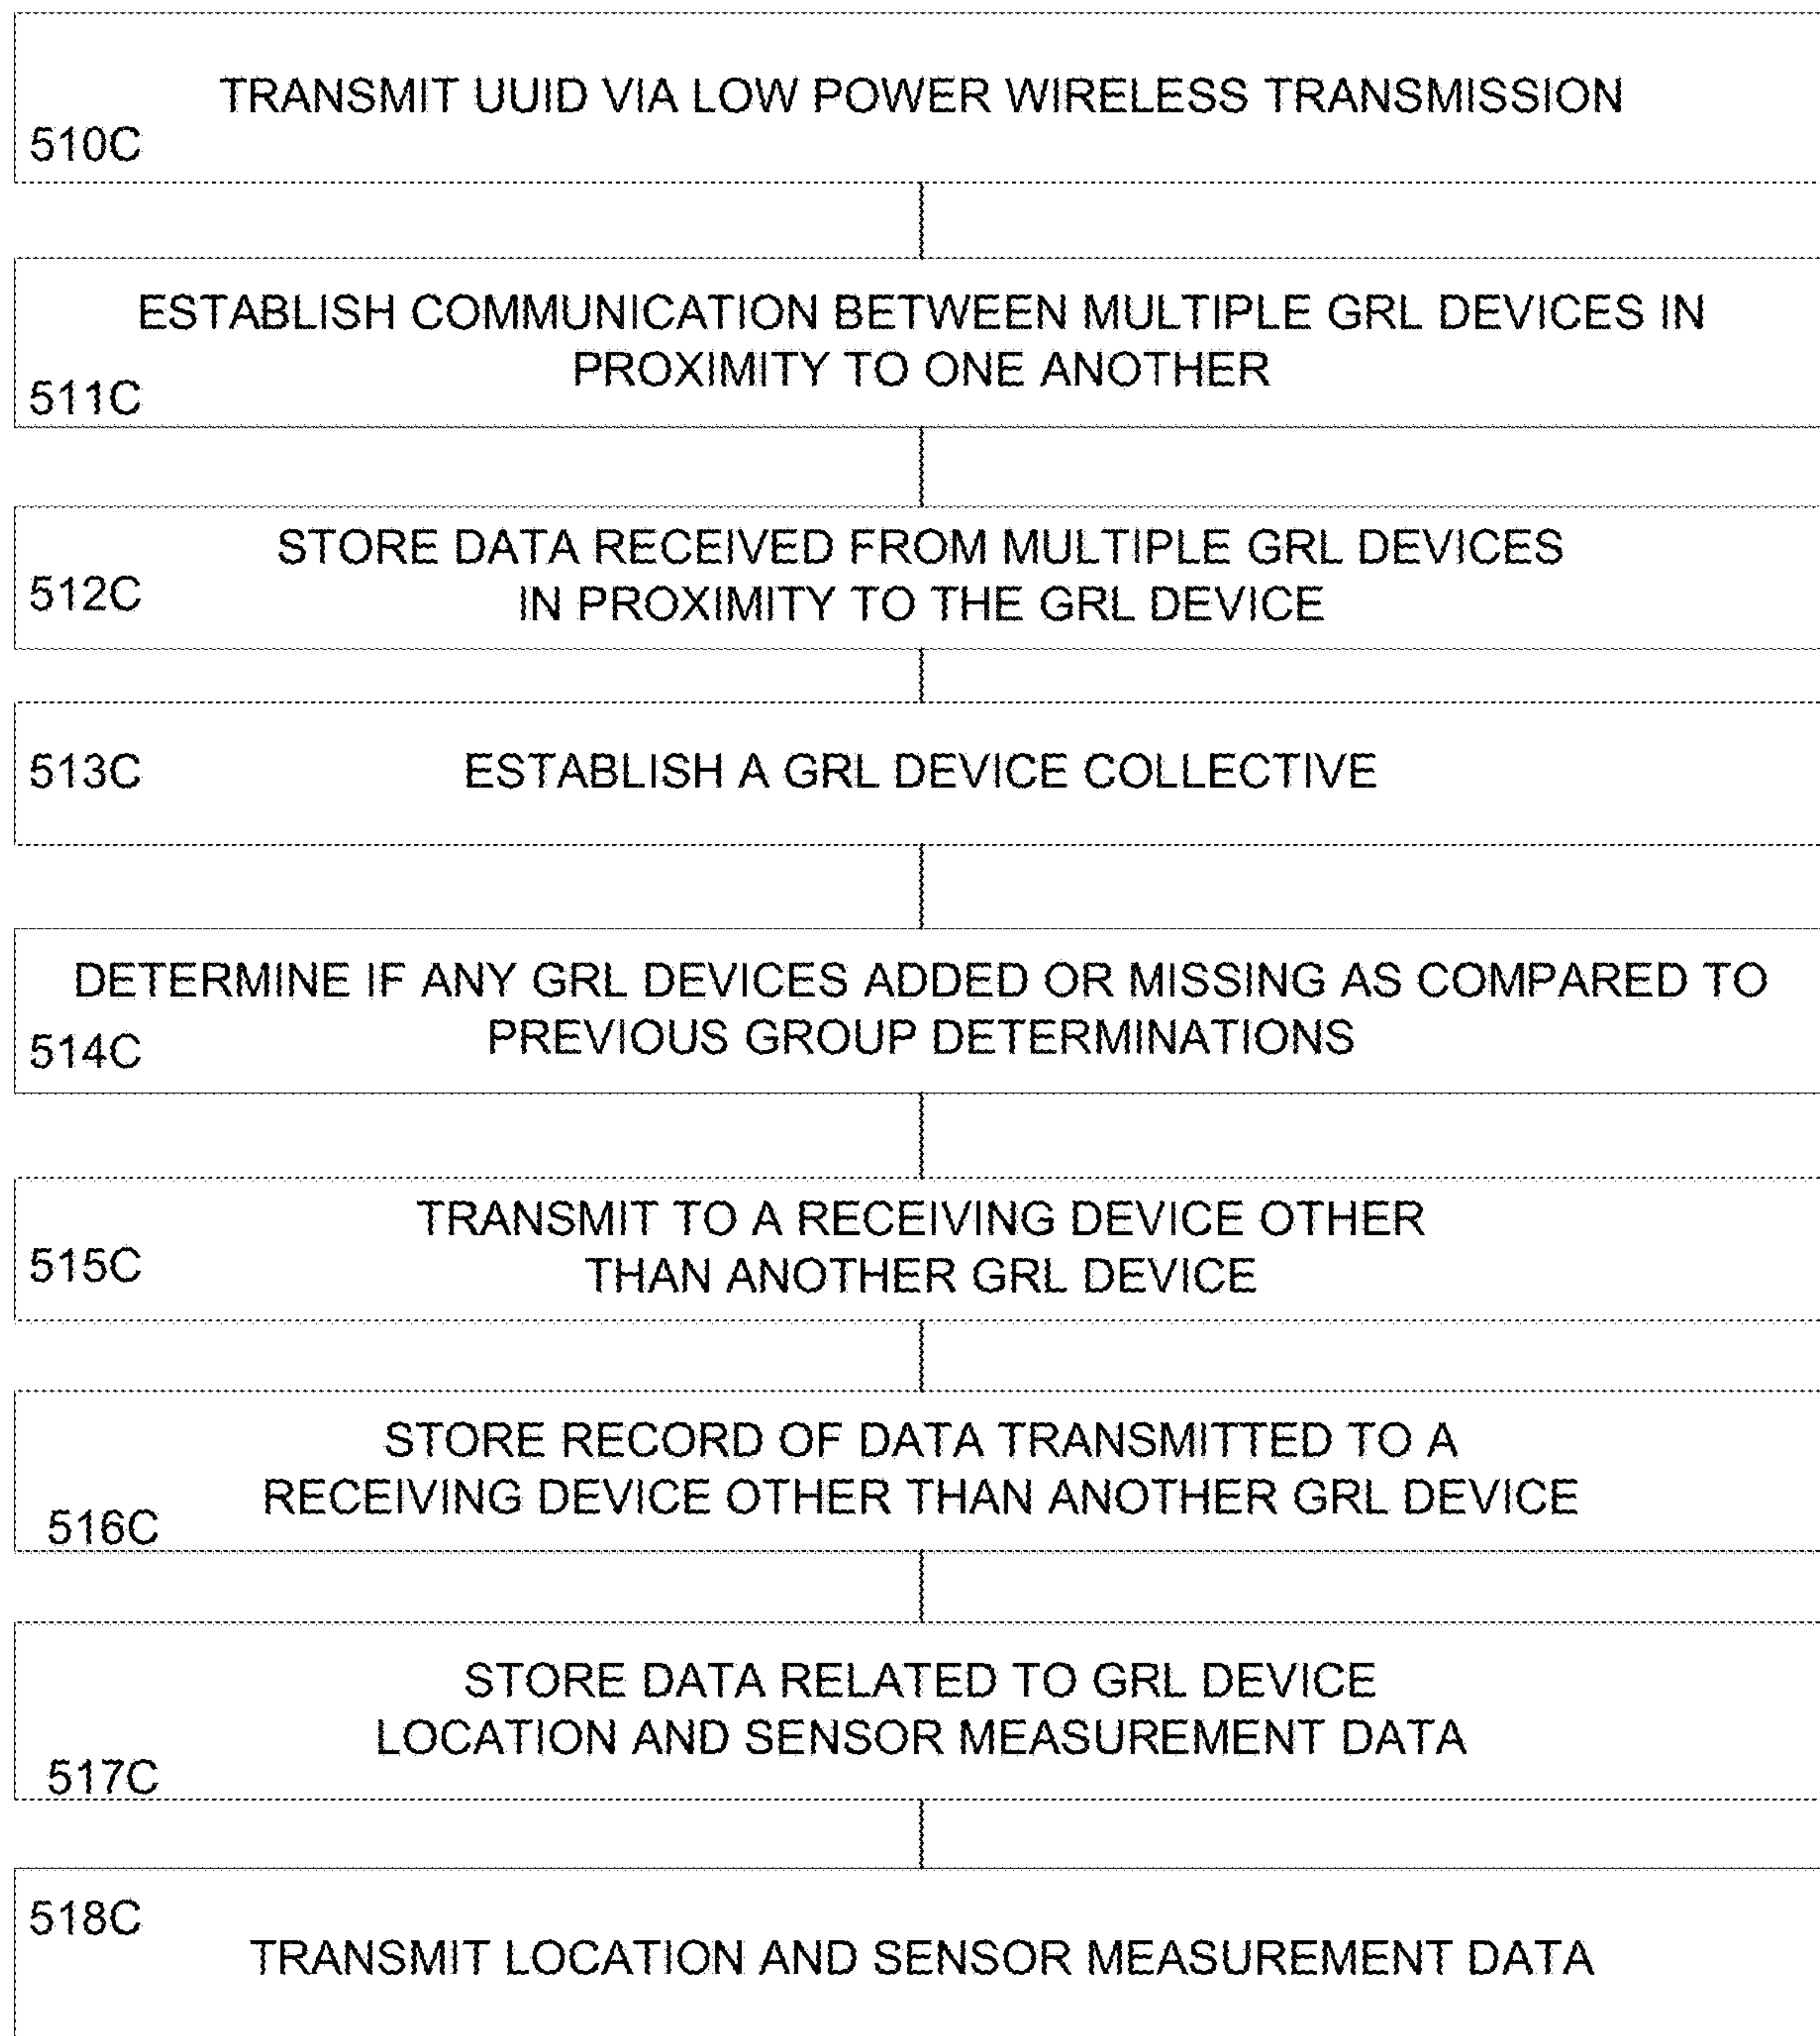 TRANSMIT UUID VIA LOW POWER WIRELESS TRANSMISSION
510C
ESTABLISH COMMUNICATION BETWEEN MULTIPLE GRL DEVICES IN
PROXIMITY TO ONE ANOTHER
511C
STORE DATA RECEIVED FROM MULTIPLE GRL DEVICES
512C
IN PROXIMITY TO THE GRL DEVICE
513C
ESTABLISH A GRL DEVICE COLLECTIVE
DETERMINE IF ANY GRL DEVICES ADDED OR MISSING AS COMPARED TO
PREVIOUS GROUP DETERMINATIONS
514C
TRANSMIT TO A RECEIVING DEVICE OTHER
515C
THAN ANOTHER GRL DEVICE
STORE RECORD OF DATA TRANSMITTED TO A
RECEIVING DEVICE OTHER THAN ANOTHER GRL DEVICE
516C
STORE DATA RELATED TO GRL DEVICE
LOCATION AND SENSOR MEASUREMENT DATA
517C
518C
TRANSMIT LOCATION AND SENSOR MEASUREMENT DATA